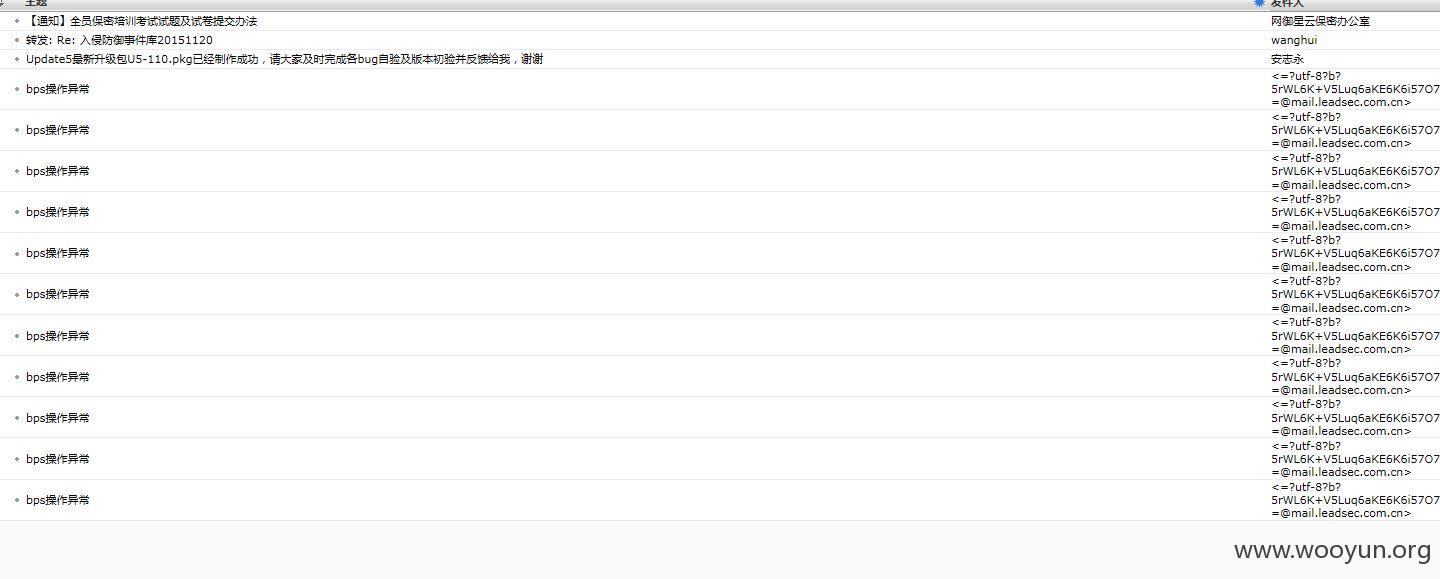 主题 发件人
【通知】全员保密培训考试试题及试卷提交办法 网御星云保密办公室
转发: Re: 入侵防御事件库20151120 wanghui
Update5最新升级包U5-110.pkg已经制作成功，请大家及时完成各bug自验及版本初验并反馈给我，谢谢 安志永
<=?utf-8?b?
bps操作异常 5rWL6K+V5Luq6aKE6K6i57O7
=@mail.leadsec.com.cn>
<=?utf-8?b?
bps操作异常 5rWL6K+V5Luq6aKE6K6i57O7
=@mail.leadsec.com.cn>
<=?utf-8?b?
bps操作异常 5rWL6K+V5Luq6aKE6K6i57O7
=@mail.leadsec.com.cn>
<=?utf-8?b?
bps操作异常 5rWL6K+V5Luq6aKE6K6i57O7
=@mail.leadsec.com.cn>
<=?utf-8?b?
bps操作异常 5rWL6K+V5Luq6aKE6K6i57O7
=@mail.leadsec.com.cn>
<=?utf-8?b?
bps操作异常 5rWL6K+V5Luq6aKE6K6i57O7
=@mail.leadsec.com.cn>
<=?utf-8?b?
bps操作异常 5rWL6K+V5Luq6aKE6K6i57O7
=@mail.leadsec.com.cn>
<=?utf-8?b?
bps操作异常 5rWL6K+V5Luq6aKE6K6i57O7
=@mail.leadsec.com.cn>
<=?utf-8?b?
bps操作异常 5rWL6K+V5Luq6aKE6K6i57O7
=@mail.leadsec.com.cn>
<=?utf-8?b?
bps操作异常 5rWL6K+V5Luq6aKE6K6i57O7
=@mail.leadsec.com.cn>
<=?utf-8?b?
bps操作异常 5rWL6K+V5Luq6aKE6K6i57O7
=@mail.leadsec.com.cn>
www.wooyun.org